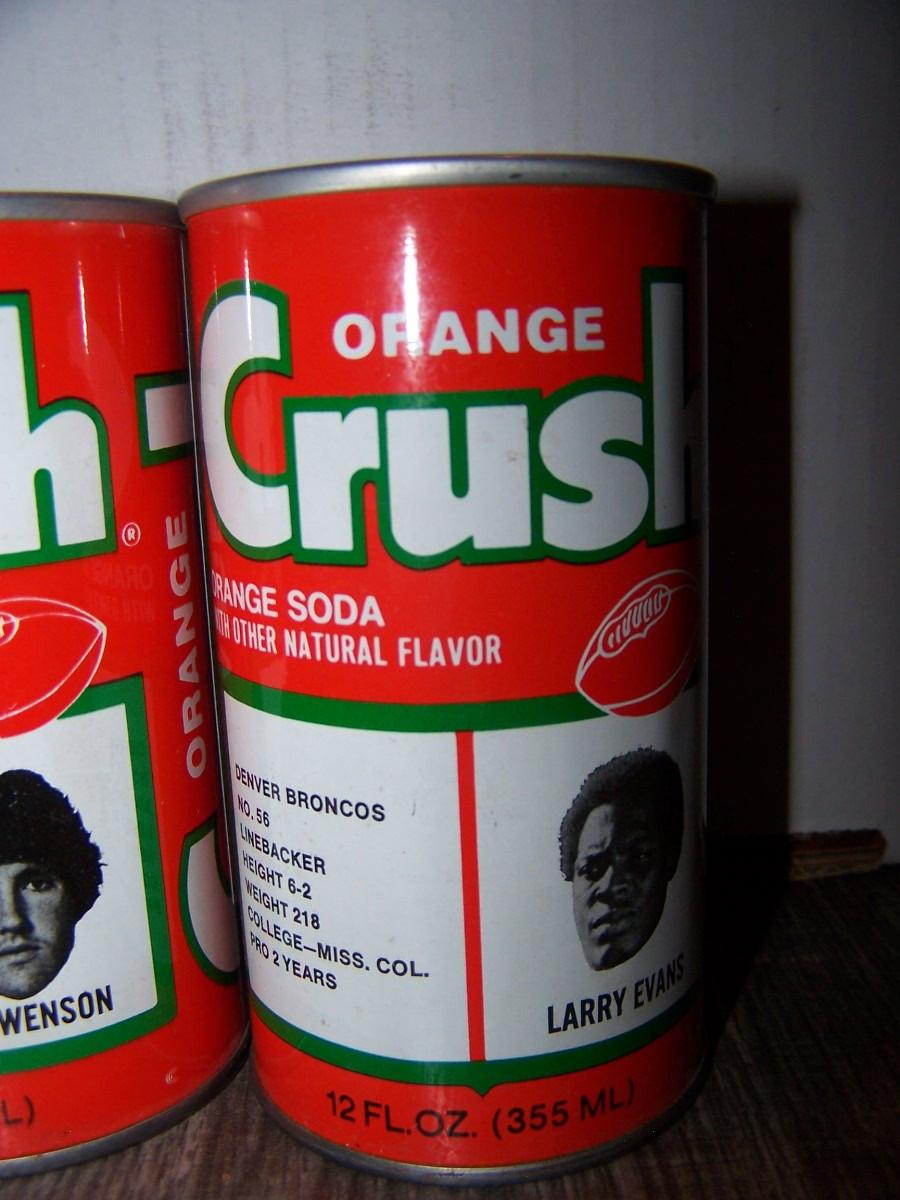 h
®
ORANGE
WENSON
L)
ORANGE
Crush
ORANGE SODA
WITH OTHER NATURAL FLAVOR
DENVER BRONCOS
NO. 56
LINEBACKER
HEIGHT 6-2
WEIGHT 218
COLLEGE—MISS. COL.
PRO 2 YEARS
LARRY EVANS
12 FL.OZ. (355 ML)